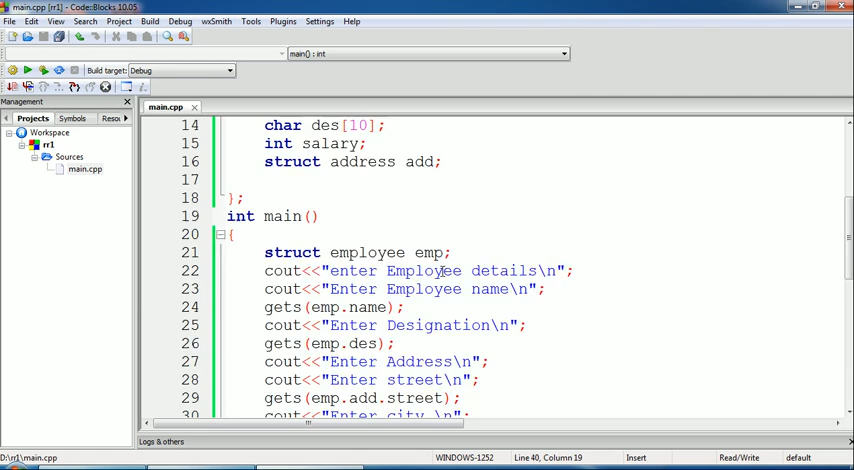 main.cpp [rr1] - Code::Blocks 10.05
File Edit View Search Project Build Debug wxSmith Tools Plugins Settings Help
main() : int
Build target: Debug
Management
Projects Symbols Resou
main.cpp
Workspace
rr1
Sources
main.cpp
14 char des[10];
15 int salary;
16 struct address add;
17
18 };
19 int main()
20 {
21 struct employee emp;
22 cout<<"enter Employee details\n";
23 cout<<"Enter Employee name\n";
24 gets(emp.name);
25 cout<<"Enter Designation\n";
26 gets(emp.des);
27 cout<<"Enter Address\n";
28 cout<<"Enter street\n";
29 gets(emp.add.street);
30 cout<<"Enter city \n";
Logs & others
D:\rr1\main.cpp WINDOWS-1252 Line 40, Column 19 Insert Read/Write default